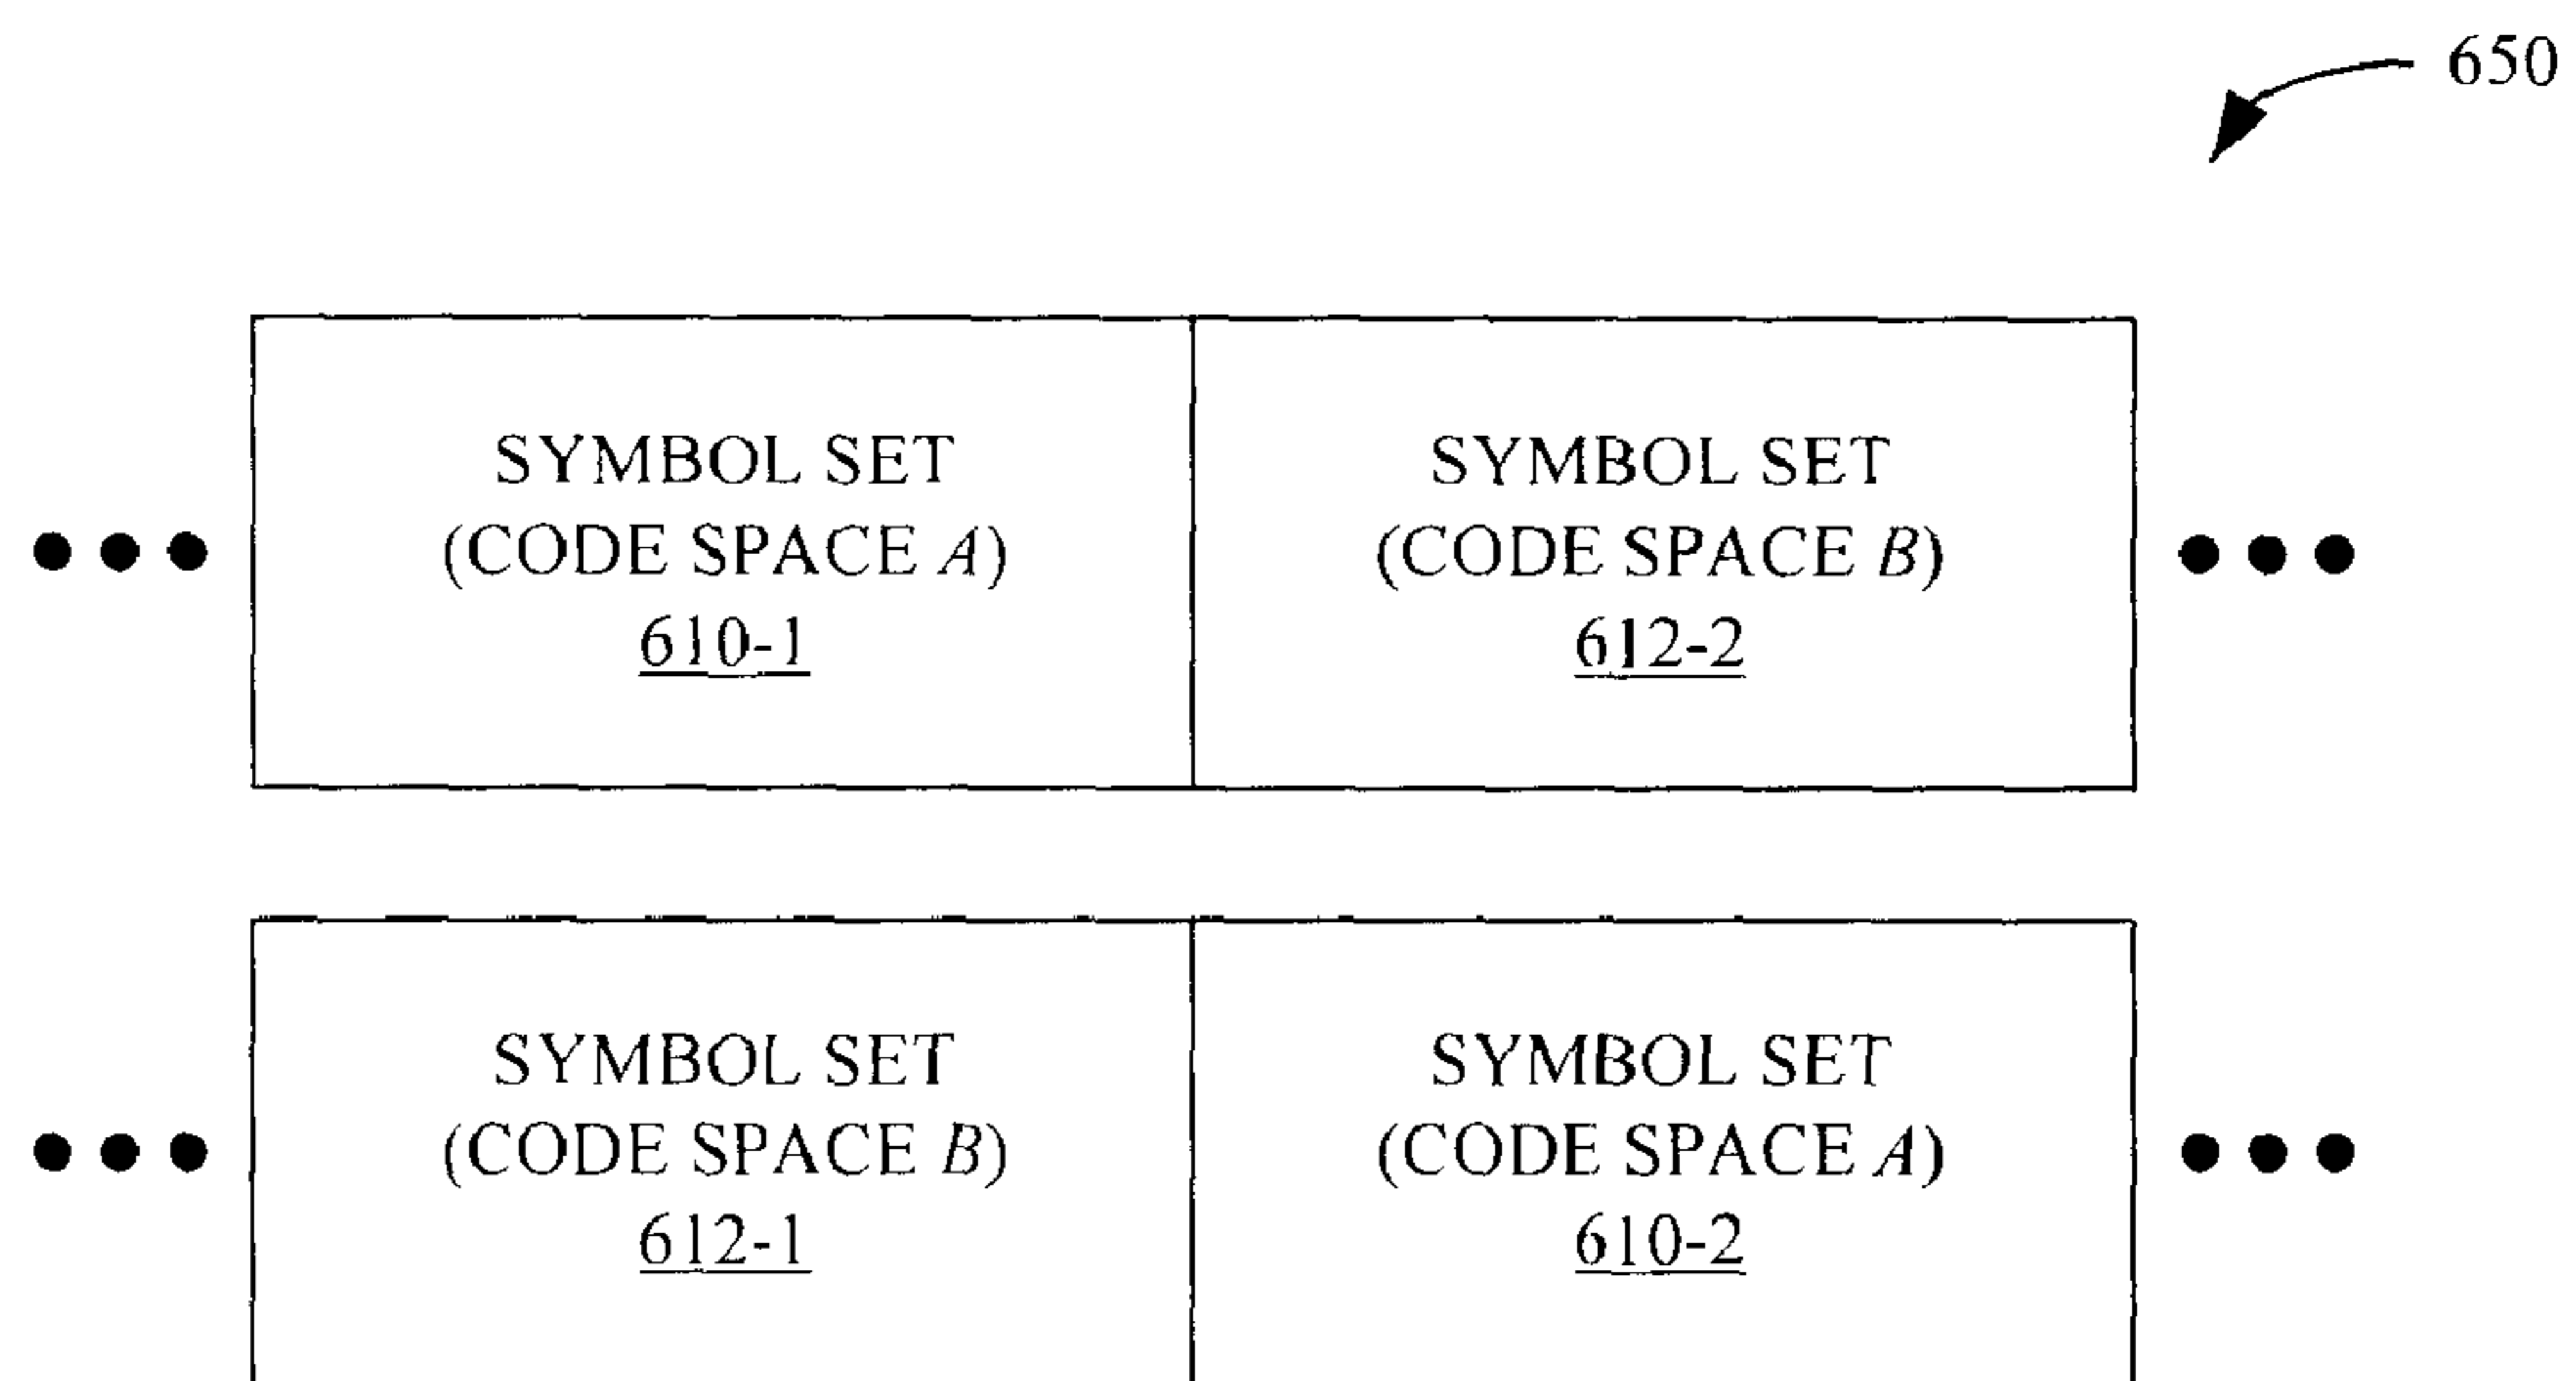 650
SYMBOL SET
(CODE SPACE A)
610-1
SYMBOL SET
(CODE SPACE B)
612-2
SYMBOL SET
(CODE SPACE B)
612-1
SYMBOL SET
(CODE SPACE A)
610-2